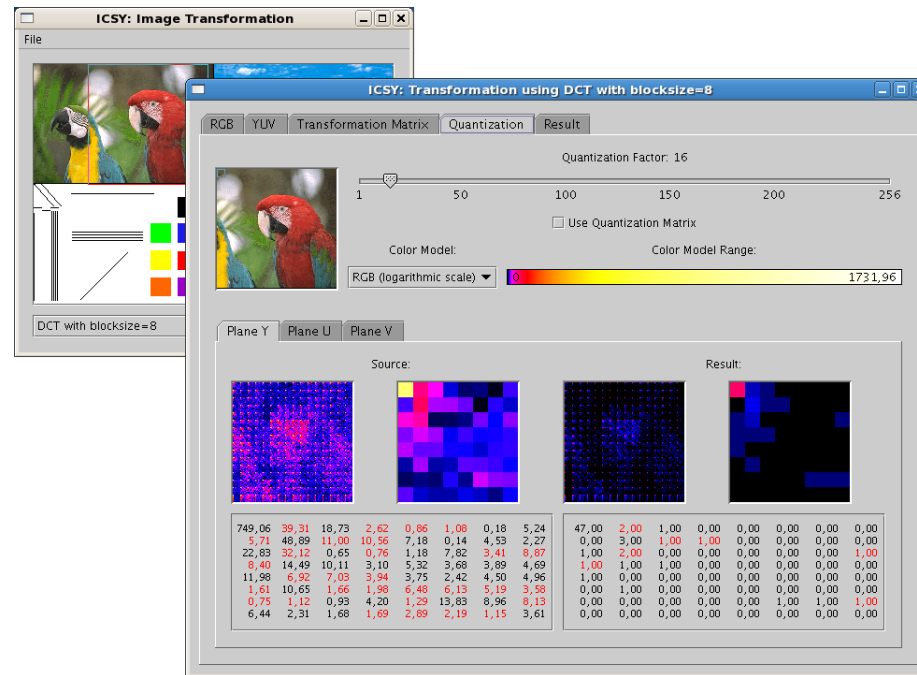 ICSY: Image Transformation
File
DCT with blocksize=8
ICSY: Transformation using DCT with blocksize=8
RGB YUV Transformation Matrix Quantization Result
Quantization Factor: 16
1 50 100 150 200 256
Use Quantization Matrix
Color Model: Color Model Range:
RGB (logarithmic scale) 0 1731,96
Plane Y Plane U Plane V
Source: Result:
749,06 39,31 18,73 2,62 0,86 1,08 0,18 5,24 47,00 2,00 1,00 0,00 0,00 0,00 0,00 0,00
5,71 48,89 11,00 10,56 7,18 0,14 4,53 2,27 0,00 3,00 1,00 1,00 0,00 0,00 0,00 0,00
22,83 32,12 0,65 0,76 1,18 7,82 3,41 8,87 1,00 2,00 0,00 0,00 0,00 0,00 0,00 1,00
8,40 14,49 10,11 3,10 5,32 3,68 3,89 4,69 1,00 1,00 1,00 0,00 0,00 0,00 0,00 0,00
11,98 6,92 7,03 3,94 3,75 2,42 4,50 4,96 1,00 0,00 0,00 0,00 0,00 0,00 0,00 0,00
1,61 10,65 1,66 1,98 6,48 6,13 5,19 3,58 0,00 1,00 0,00 0,00 0,00 0,00 0,00 0,00
0,75 1,12 0,93 4,20 1,29 13,83 8,96 8,13 0,00 0,00 0,00 0,00 0,00 1,00 1,00 1,00
6,44 2,31 1,68 1,69 2,89 2,19 1,15 3,61 0,00 0,00 0,00 0,00 0,00 0,00 0,00 0,00